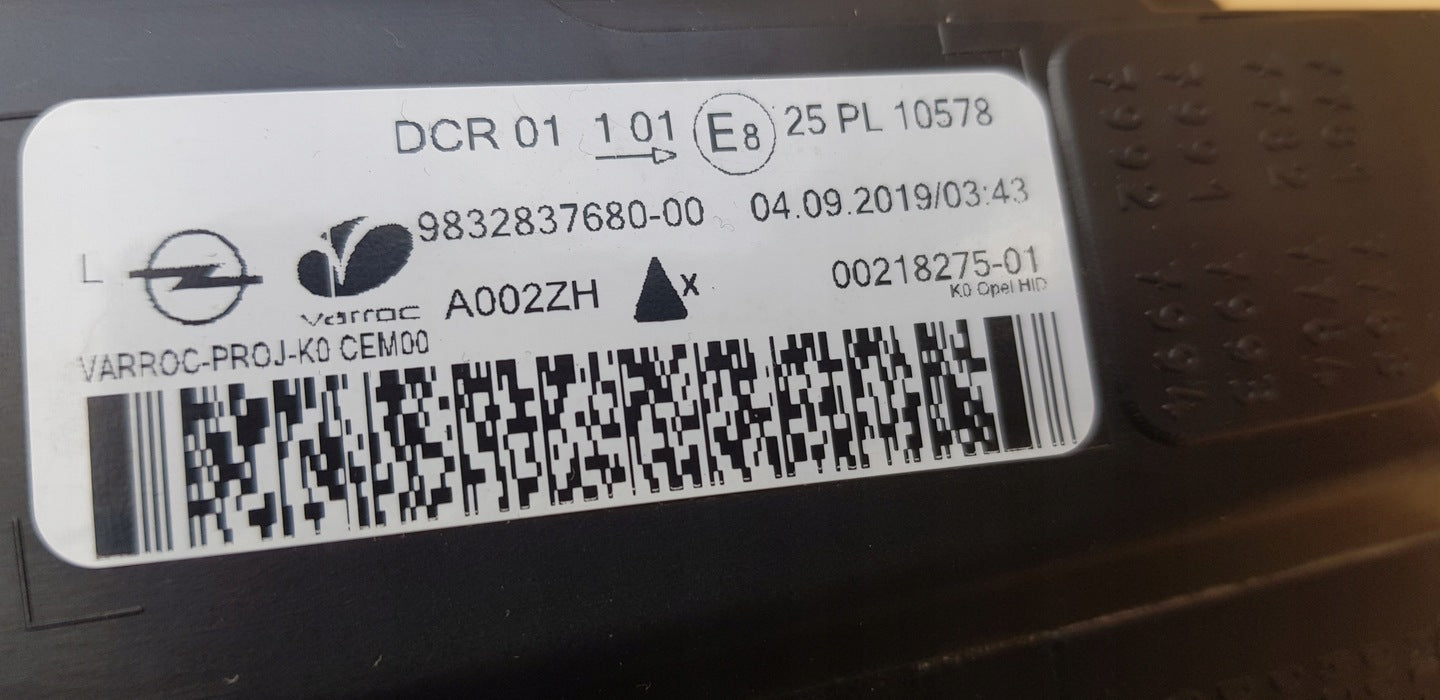 DCR 01 1 01 E8 25 PL 10578
9832837680-00 04.09.2019/03:43
L
varroc A002ZH X 00218275-01
K0 Opel HID
VARROC-PROJ-K0 CEM00